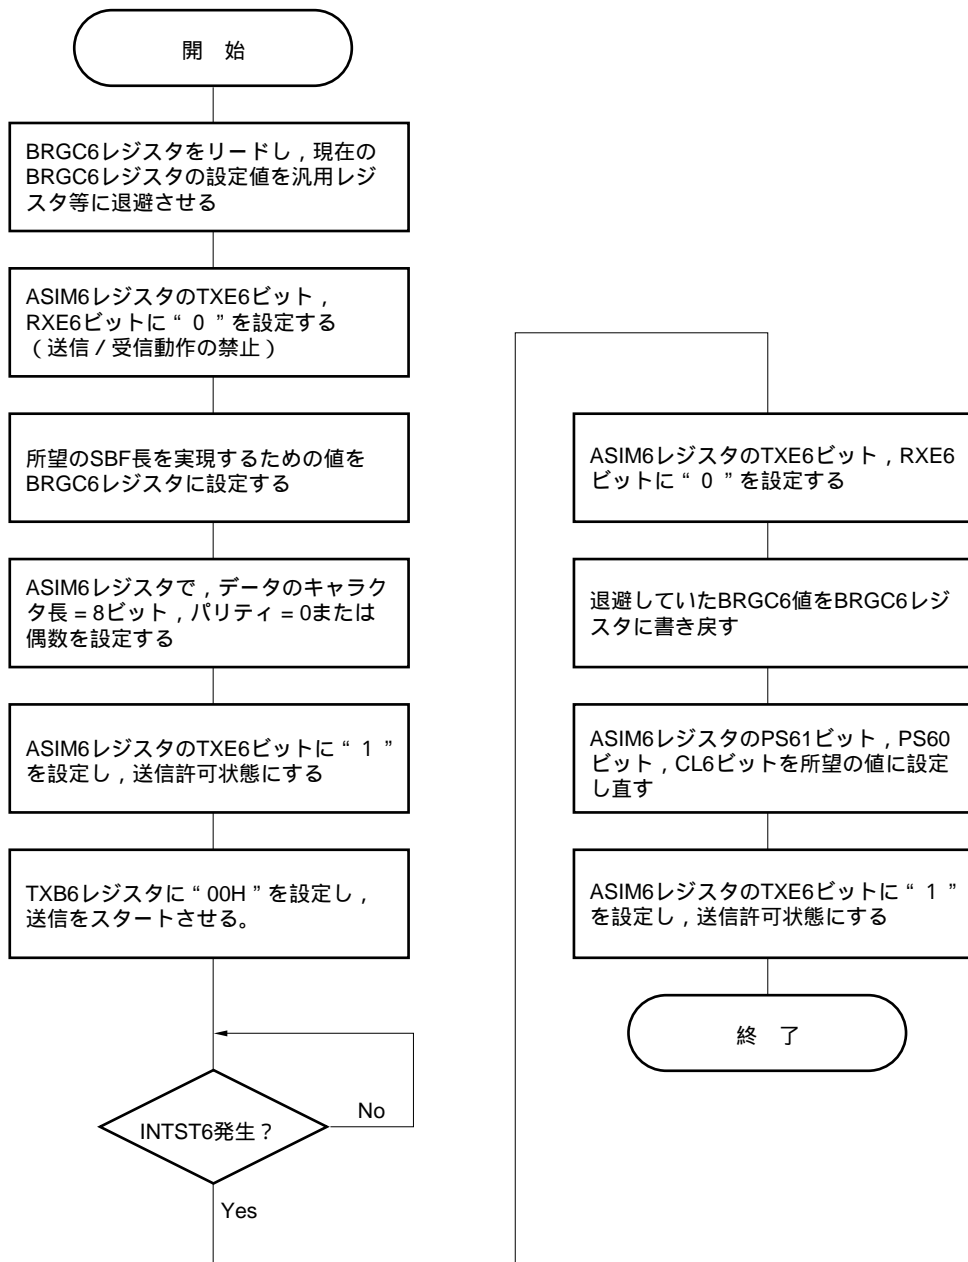 開 始
BRGC6レジスタをリードし，現在の
BRGC6レジスタの設定値を汎用レジ
スタ等に退避させる
ASIM6レジスタのTXE6ビット，
RXE6ビットに“ 0 ”を設定する
（送信／受信動作の禁止）
所望のSBF長を実現するための値を
BRGC6レジスタに設定する
ASIM6レジスタで，データのキャラク
タ長 = 8ビット，パリティ = 0または
偶数を設定する
ASIM6レジスタのTXE6ビットに“ 1 ”
を設定し，送信許可状態にする
TXB6レジスタに“ 00H ”を設定し，
送信をスタートさせる。
INTST6発生？
No
Yes
ASIM6レジスタのTXE6ビット，RXE6
ビットに“ 0 ”を設定する
退避していたBRGC6値をBRGC6レジ
スタに書き戻す
ASIM6レジスタのPS61ビット，PS60
ビット，CL6ビットを所望の値に設定
し直す
ASIM6レジスタのTXE6ビットに“ 1 ”
を設定し，送信許可状態にする
終 了